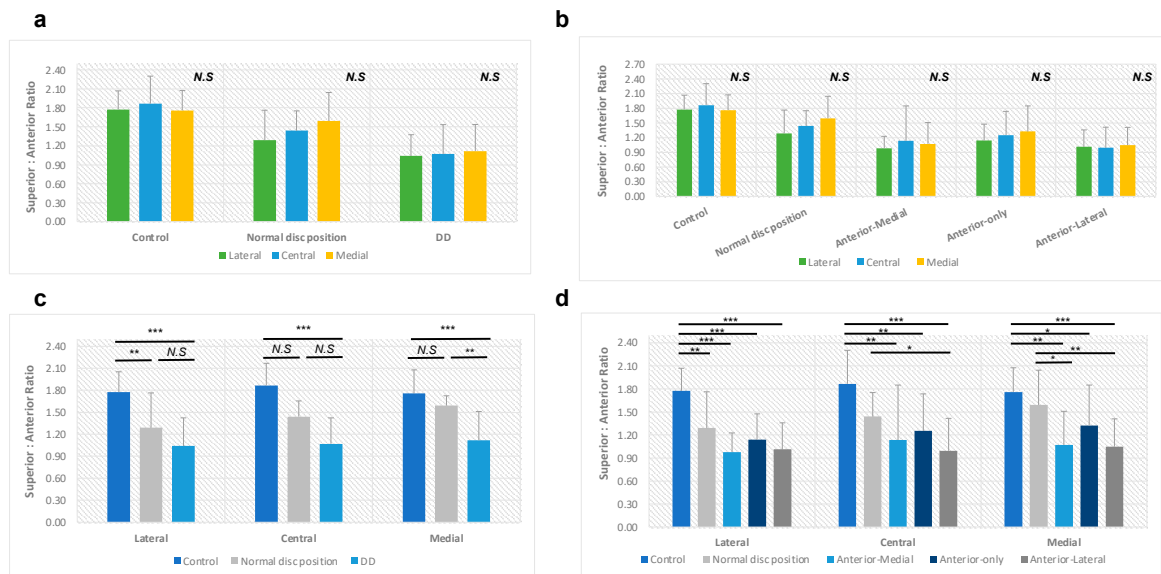 a
Superior : Anterior Ratio
2.40
2.10
1.80
1.50
1.20
0.90
0.60
0.30
0.00
N.S
N.S
N.S
Control
Normal disc position
DD
Lateral
Central
Medial
b
Superior : Anterior Ratio
2.70
2.40
2.10
1.80
1.50
1.20
0.90
0.60
0.30
0.00
N.S
N.S
N.S
N.S
N.S
Control
Normal disc position
Anterior-Medial
Anterior-only
Anterior-Lateral
Lateral
Central
Medial
c
Superior : Anterior Ratio
2.40
2.10
1.80
1.50
1.20
0.90
0.60
0.30
0.00
***
**
N.S
***
N.S
N.S
***
N.S
**
Lateral
Central
Medial
Control
Normal disc position
DD
d
Superior : Anterior Ratio
2.40
2.10
1.80
1.50
1.20
0.90
0.60
0.30
0.00
***
***
***
**
***
**
**
*
***
*
**
**
*
Lateral
Central
Medial
Control
Normal disc position
Anterior-Medial
Anterior-only
Anterior-Lateral